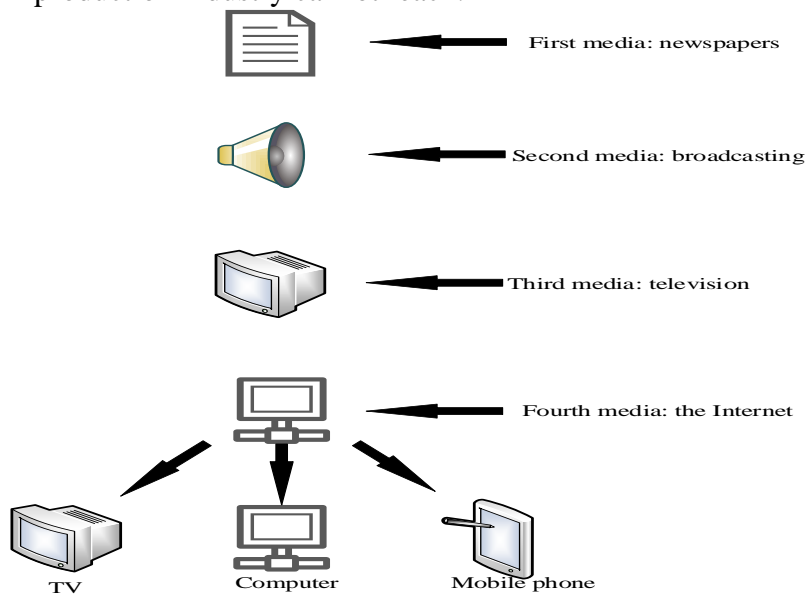 First media: newspapers
Second media: broadcasting
Third media: television
Fourth media: the Internet
TV
Computer
Mobile phone